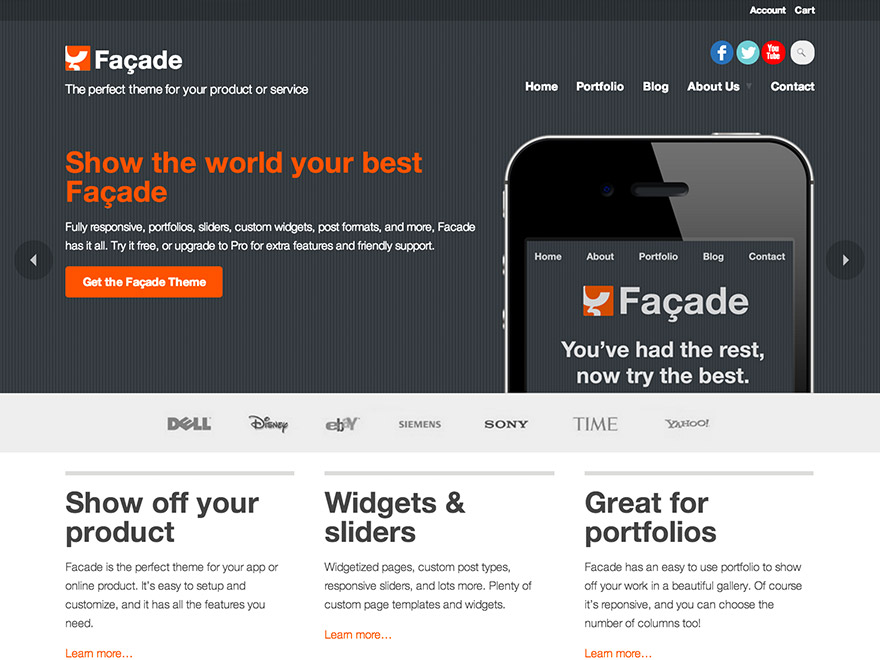 Account Cart
Façade
The perfect theme for your product or service
You Tube
Home Portfolio Blog About Us Contact
Show the world your best
Façade
Fully responsive, portfolios, sliders, custom widgets, post formats, and more, Facade
has it all. Try it free, or upgrade to Pro for extra features and friendly support.
Get the Façade Theme
Home About Portfolio Blog Contact
Façade
You've had the rest,
now try the best.
DELL Disney ebay SIEMENS SONY TIME YAHOO!
Show off your
product
Facade is the perfect theme for your app or
online product. It's easy to setup and
customize, and it has all the features you
need.
Learn more...
Widgets &
sliders
Widgetized pages, custom post types,
responsive sliders, and lots more. Plenty of
custom page templates and widgets.
Learn more...
Great for
portfolios
Facade has an easy to use portfolio to show
off your work in a beautiful gallery. Of course
it's reponsive, and you can choose the
number of columns too!
Learn more...